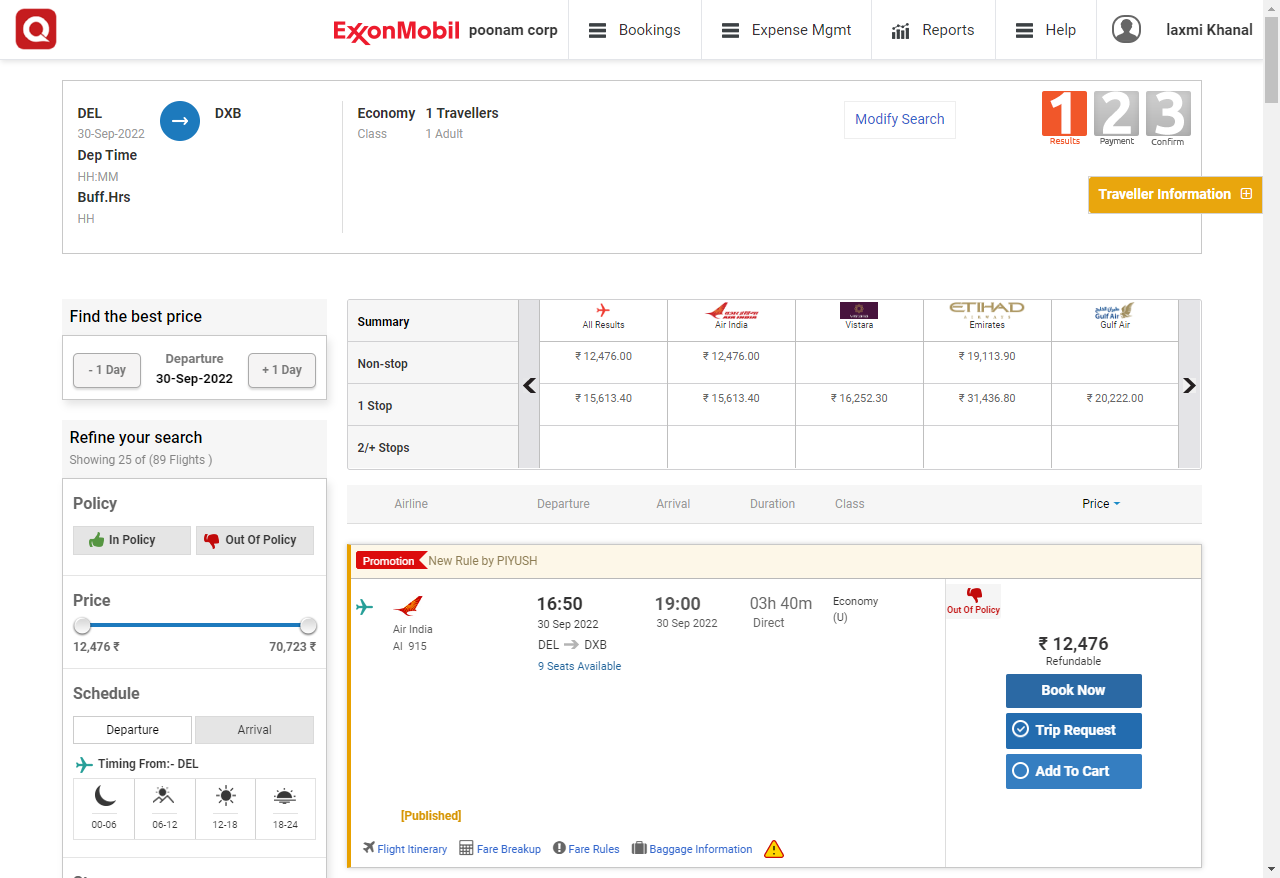 Q
ExxonMobil poonam corp Bookings Expense Mgmt Reports Help laxmi Khanal
DEL DXB
30-Sep-2022
Dep Time
HH:MM
Buff.Hrs
HH
Economy 1 Travellers
Class 1 Adult
Modify Search
1 2 3
Results Payment Confirm
Traveller Information
Find the best price
- 1 Day
Departure
30-Sep-2022
+ 1 Day
Refine your search
Showing 25 of (89 Flights )
Policy
In Policy Out Of Policy
Price
12,476 ₹ 70,723 ₹
Schedule
Departure Arrival
Timing From:- DEL
00-06 06-12 12-18 18-24
Summary All Results Air India Vistara ETIHAD AIRWAYS Emirates Gulf Air
Non-stop ₹ 12,476.00 ₹ 12,476.00 ₹ 19,113.90
1 Stop ₹ 15,613.40 ₹ 15,613.40 ₹ 16,252.30 ₹ 31,436.80 ₹ 20,222.00
2/+ Stops
Airline Departure Arrival Duration Class Price
Promotion New Rule by PIYUSH
Air India
AI 915
16:50
30 Sep 2022
DEL DXB
9 Seats Available
19:00
30 Sep 2022
03h 40m
Direct
Economy
(U)
Out Of Policy
₹ 12,476
Refundable
Book Now
Trip Request
Add To Cart
[Published]
Flight Itinerary Fare Breakup Fare Rules Baggage Information